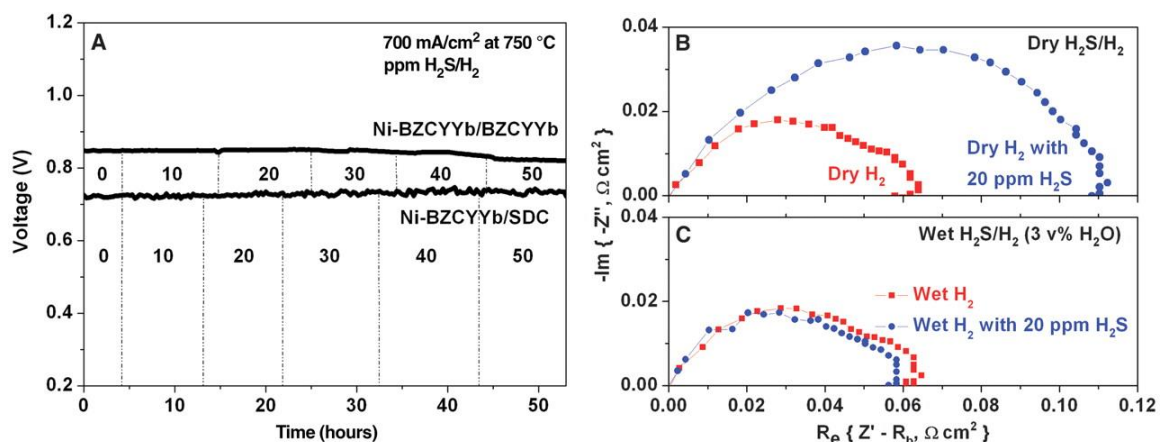 A
700 mA/cm² at 750 °C
ppm H₂S/H₂
Ni-BZCYYb/BZCYYb
0 10 20 30 40 50
Ni-BZCYYb/SDC
0 10 20 30 40 50
Voltage (V)
1.2
1.0
0.8
0.6
0.4
0.2
0 10 20 30 40 50
Time (hours)
B
Dry H₂S/H₂
Dry H₂
Dry H₂ with
20 ppm H₂S
0.04
0.02
0.00
C
Wet H₂S/H₂ (3 v% H₂O)
Wet H₂
Wet H₂ with 20 ppm H₂S
0.04
0.02
0.00
-Im { -Z'', Ω cm² }
0.00 0.02 0.04 0.06 0.08 0.10 0.12
Rₑ { Z' - R_b, Ω cm² }